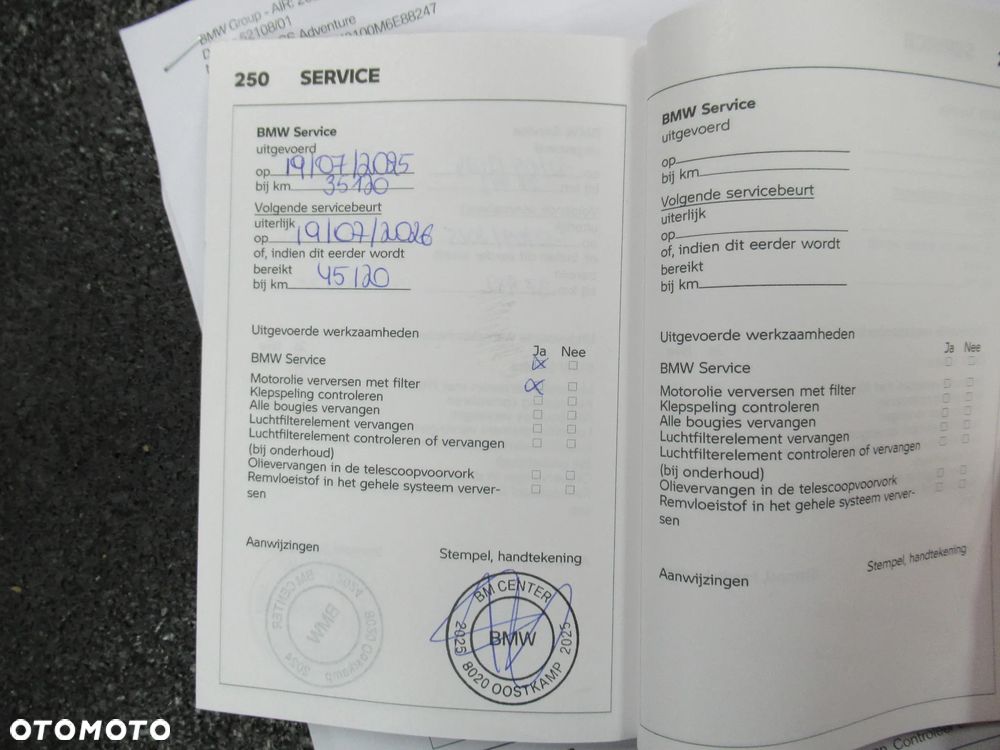 BMW Group - AIR:
52108/01
GS Adventure
0100M6E88247
250 SERVICE
BMW Service
uitgevoerd
op 19/07/2025
bij km 35120
Volgende servicebeurt
uiterlijk
op 19/07/2026
of, indien dit eerder wordt
bereikt
bij km 45120
Uitgevoerde werkzaamheden
Ja Nee
BMW Service
Motorolie verversen met filter
Klepspeling controleren
Alle bougies vervangen
Luchtfilterelement vervangen
Luchtfilterelement controleren of vervangen
(bij onderhoud)
Olievervangen in de telescoopvoorvork
Remvloeistof in het gehele systeem verver-
sen
Aanwijzingen
Stempel, handtekening
BM CENTER
2025 BMW 2025
8020 OOSTKAMP
BMW Service
uitgevoerd
op
bij km
Volgende servicebeurt
uiterlijk
op
of, indien dit eerder wordt
bereikt
bij km
Uitgevoerde werkzaamheden
Ja Nee
BMW Service
Motorolie verversen met filter
Klepspeling controleren
Alle bougies vervangen
Luchtfilterelement vervangen
Luchtfilterelement controleren of vervangen
(bij onderhoud)
Olievervangen in de telescoopvoorvork
Remvloeistof in het gehele systeem verver-
sen
Aanwijzingen
Stempel, handtekening
OTOMOTO